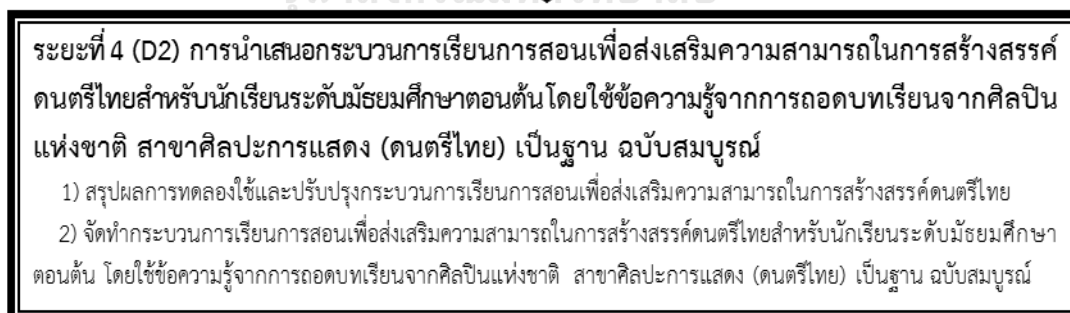 ระยะที่ 4 (D2) การนำเสนอกระบวนการเรียนการสอนเพื่อส่งเสริมความสามารถในการสร้างสรรค์
ดนตรีไทยสำหรับนักเรียนระดับมัธยมศึกษาตอนต้นโดยใช้ข้อความรู้จากการถอดบทเรียนจากศิลปิน
แห่งชาติ สาขาศิลปะการแสดง (ดนตรีไทย) เป็นฐาน ฉบับสมบูรณ์
1) สรุปผลการทดลองใช้และปรับปรุงกระบวนการเรียนการสอนเพื่อส่งเสริมความสามารถในการสร้างสรรค์ดนตรีไทย
2) จัดทำกระบวนการเรียนการสอนเพื่อส่งเสริมความสามารถในการสร้างสรรค์ดนตรีไทยสำหรับนักเรียนระดับมัธยมศึกษา
ตอนต้น โดยใช้ข้อความรู้จากการถอดบทเรียนจากศิลปินแห่งชาติ สาขาศิลปะการแสดง (ดนตรีไทย) เป็นฐาน ฉบับสมบูรณ์